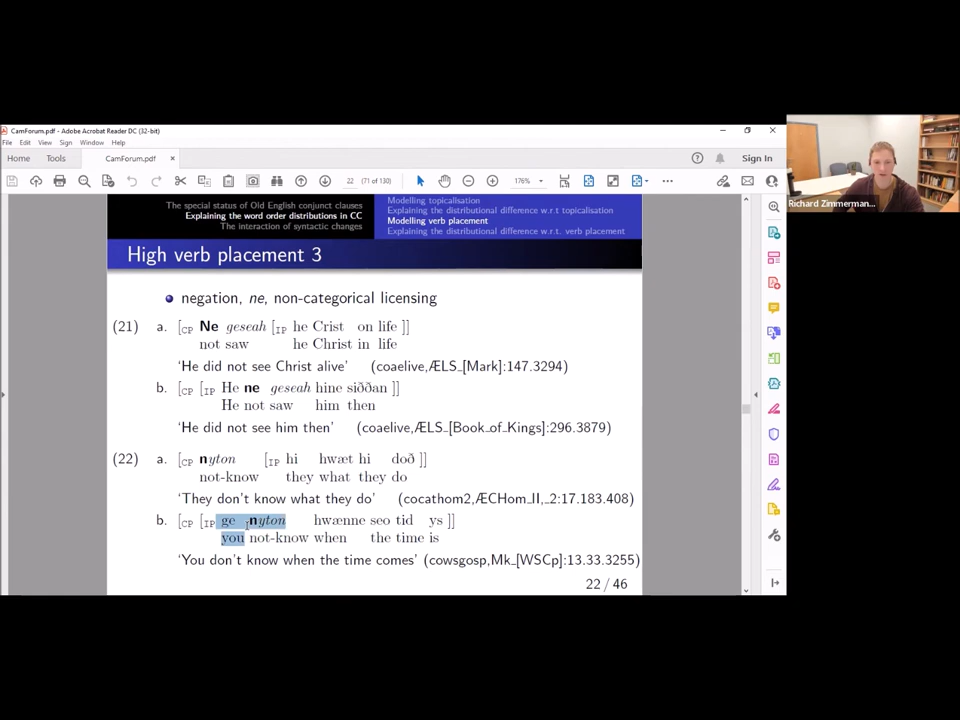 CamForum.pdf - Adobe Acrobat Reader DC (32-bit)
File Edit View Sign Window Help
Home Tools CamForum.pdf × Sign In
22 (71 of 130) 176%
The special status of Old English conjunct clauses
Explaining the word order distributions in CC
The interaction of syntactic changes
Modelling topicalisation
Explaining the distributional difference w.r.t topicalisation
Modelling verb placement
Explaining the distributional difference w.r.t. verb placement
High verb placement 3
negation, ne, non-categorical licensing
(21) a. [CP Ne geseah [IP he Crist on life ]]
not saw he Christ in life
‘He did not see Christ alive’ (coaelive,ÆLS_[Mark]:147.3294)
b. [CP [IP He ne geseah hine siððan ]]
He not saw him then
‘He did not see him then’ (coaelive,ÆLS_[Book_of_Kings]:296.3879)
(22) a. [CP nyton [IP hi hwæt hi doð ]]
not-know they what they do
‘They don’t know what they do’ (cocathom2,ÆCHom_II,_2:17.183.408)
b. [CP [IP ge nyton hwænne seo tid ys ]]
you not-know when the time is
‘You don’t know when the time comes’ (cowsgosp,Mk_[WSCp]:13.33.3255)
22 / 46
Richard Zimmerman...